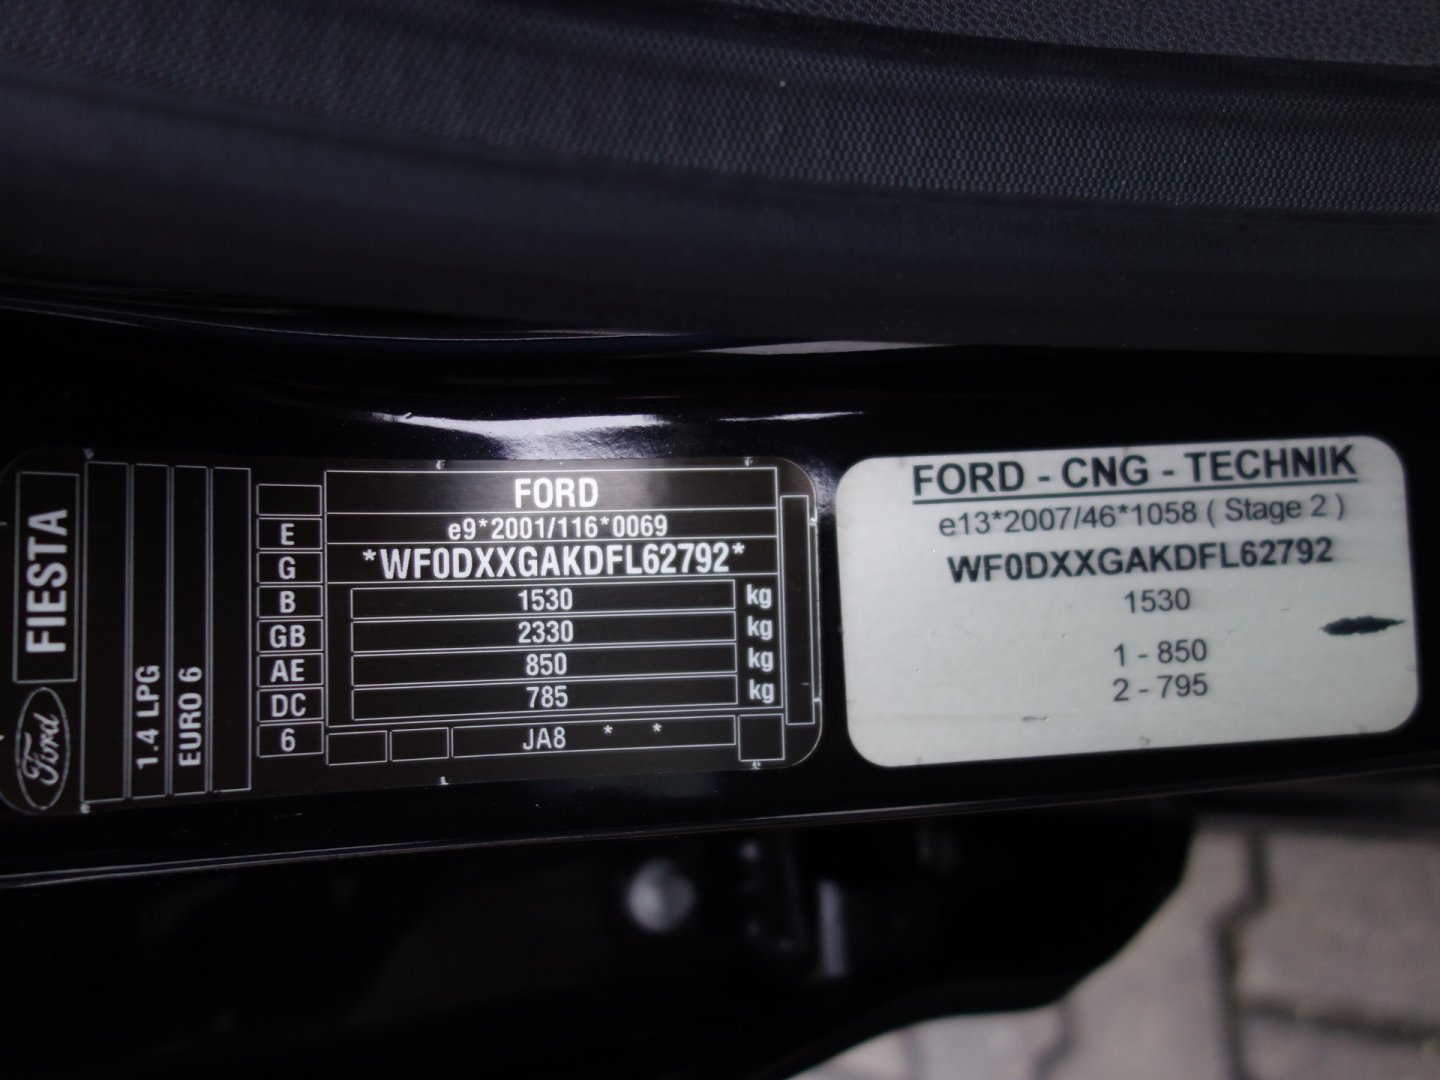 FIESTA
Ford
1.4 LPG
EURO 6
FORD
E e9*2001/116*0069
G *WF0DXXGAKDFL62792*
B 1530 kg
GB 2330 kg
AE 850 kg
DC 785 kg
6 JA8 * *
FORD - CNG - TECHNIK
e13*2007/46*1058 ( Stage 2 )
WF0DXXGAKDFL62792
1530
1 - 850
2 - 795